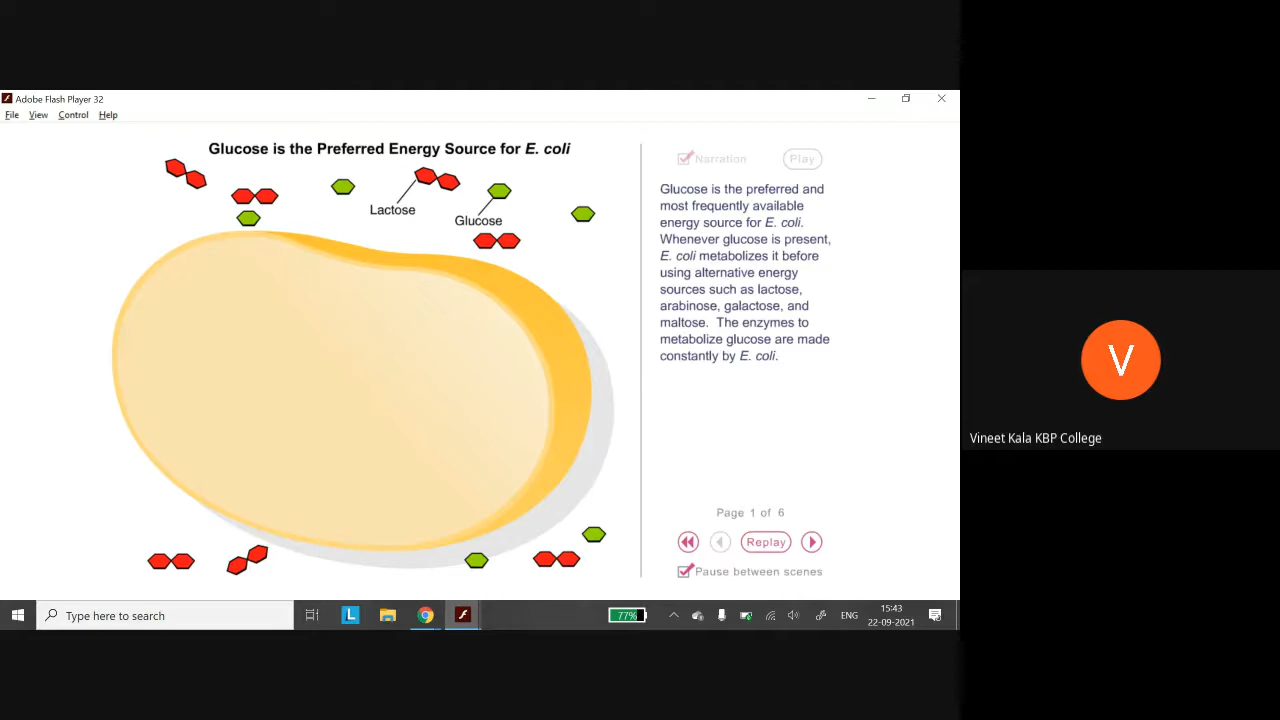 Adobe Flash Player 32
File View Control Help
Glucose is the Preferred Energy Source for E. coli
Lactose
Glucose
Narration Play
Glucose is the preferred and
most frequently available
energy source for E. coli.
Whenever glucose is present,
E. coli metabolizes it before
using alternative energy
sources such as lactose,
arabinose, galactose, and
maltose. The enzymes to
metabolize glucose are made
constantly by E. coli.
Page 1 of 6
Replay
Pause between scenes
V
Vineet Kala KBP College
Type here to search
L
77%
ENG
15:43
22-09-2021